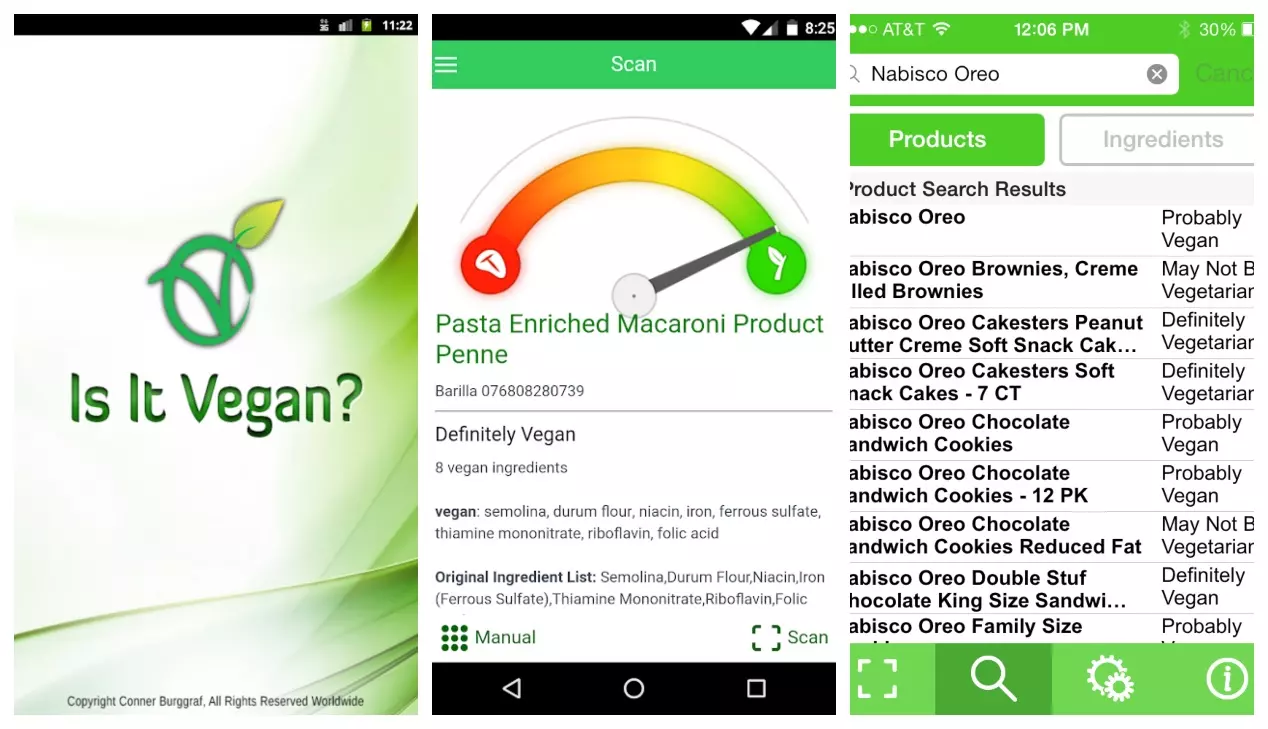 11:22
Is It Vegan?
Copyright Conner Burggraf, All Rights Reserved Worldwide
8:25
Scan
Pasta Enriched Macaroni Product
Penne
Barilla 076808280739
Definitely Vegan
8 vegan ingredients
vegan: semolina, durum flour, niacin, iron, ferrous sulfate,
thiamine mononitrate, riboflavin, folic acid
Original Ingredient List: Semolina,Durum Flour,Niacin,Iron
(Ferrous Sulfate),Thiamine Mononitrate,Riboflavin,Folic
Manual
Scan
AT&T 12:06 PM 30%
Nabisco Oreo
Canc
Products
Ingredients
Product Search Results
abisco Oreo
Probably
Vegan
abisco Oreo Brownies, Creme
lled Brownies
May Not B
Vegetarian
abisco Oreo Cakesters Peanut
utter Creme Soft Snack Cak...
Definitely
Vegetarian
abisco Oreo Cakesters Soft
nack Cakes - 7 CT
Definitely
Vegetarian
abisco Oreo Chocolate
andwich Cookies
Probably
Vegan
abisco Oreo Chocolate
andwich Cookies - 12 PK
Probably
Vegan
abisco Oreo Chocolate
andwich Cookies Reduced Fat
May Not B
Vegetarian
abisco Oreo Double Stuf
hocolate King Size Sandwi...
Definitely
Vegan
abisco Oreo Family Size
Probably